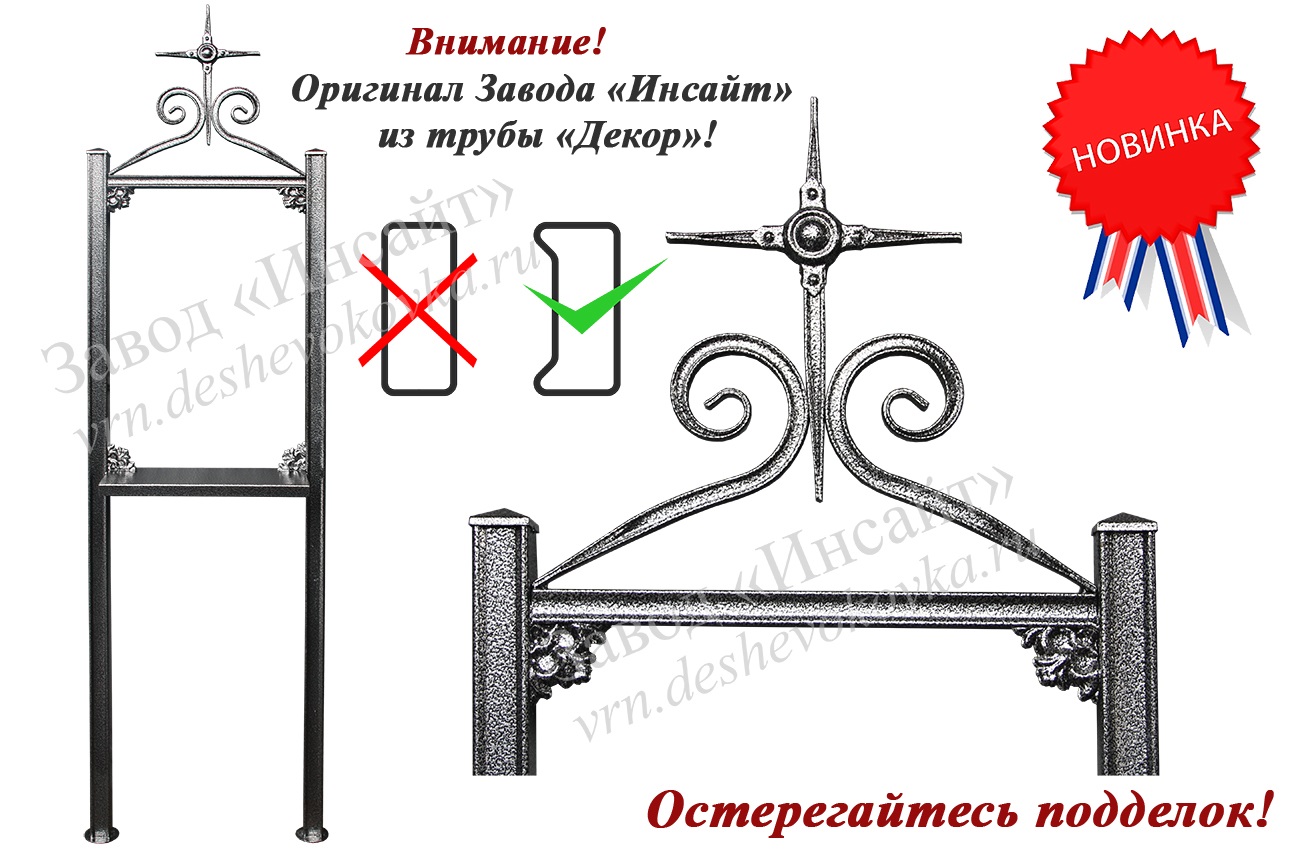 Внимание!
Оригинал Завода «Инсайт»
из трубы «Декор»!
НОВИНКА
Завод «Инсайт»
vrn.deshevokovka.ru
Завод «Инсайт»
vrn.deshevokovka.ru
Остерегайтесь подделок!